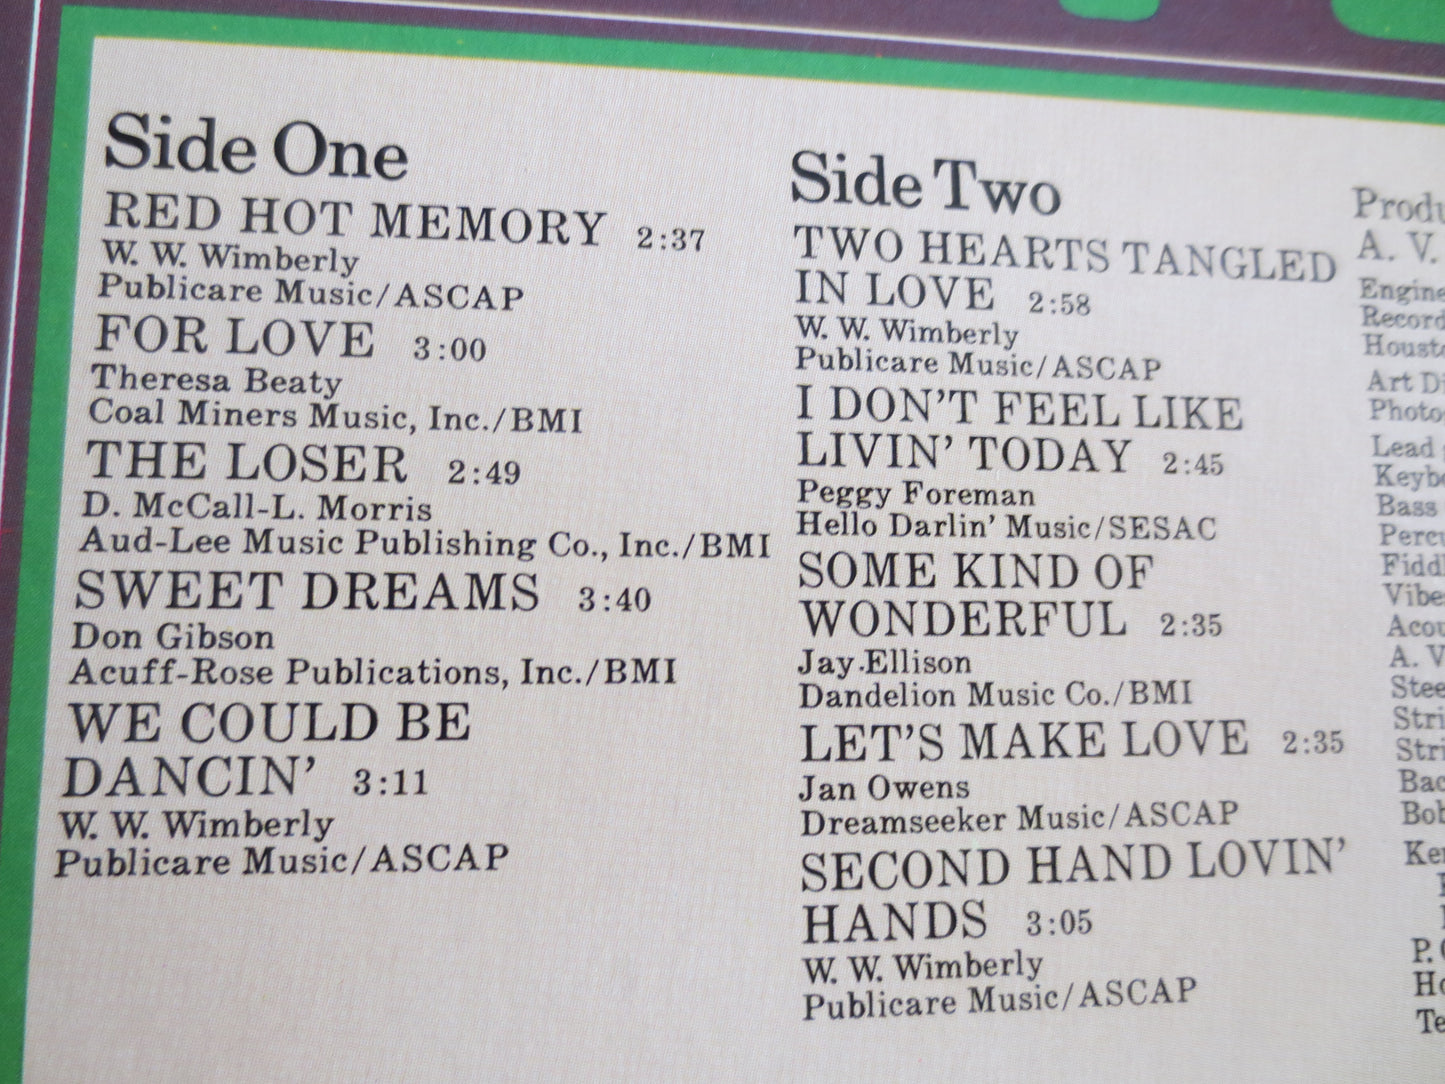 Side One
RED HOT MEMORY 2:37
W. W. Wimberly
Publicare Music/ASCAP
FOR LOVE 3:00
Theresa Beaty
Coal Miners Music, Inc./BMI
THE LOSER 2:49
D. McCall-L. Morris
Aud-Lee Music Publishing Co., Inc./BMI
SWEET DREAMS 3:40
Don Gibson
Acuff-Rose Publications, Inc./BMI
WE COULD BE
DANCIN' 3:11
W. W. Wimberly
Publicare Music/ASCAP
Side Two
TWO HEARTS TANGLED
IN LOVE 2:58
W. W. Wimberly
Publicare Music/ASCAP
I DON'T FEEL LIKE
LIVIN' TODAY 2:45
Peggy Foreman
Hello Darlin' Music/SESAC
SOME KIND OF
WONDERFUL 2:35
Jay Ellison
Dandelion Music Co./BMI
LET'S MAKE LOVE 2:35
Jan Owens
Dreamseeker Music/ASCAP
SECOND HAND LOVIN'
HANDS 3:05
W. W. Wimberly
Publicare Music/ASCAP
A. V.
Art
Lead
Bass
A.